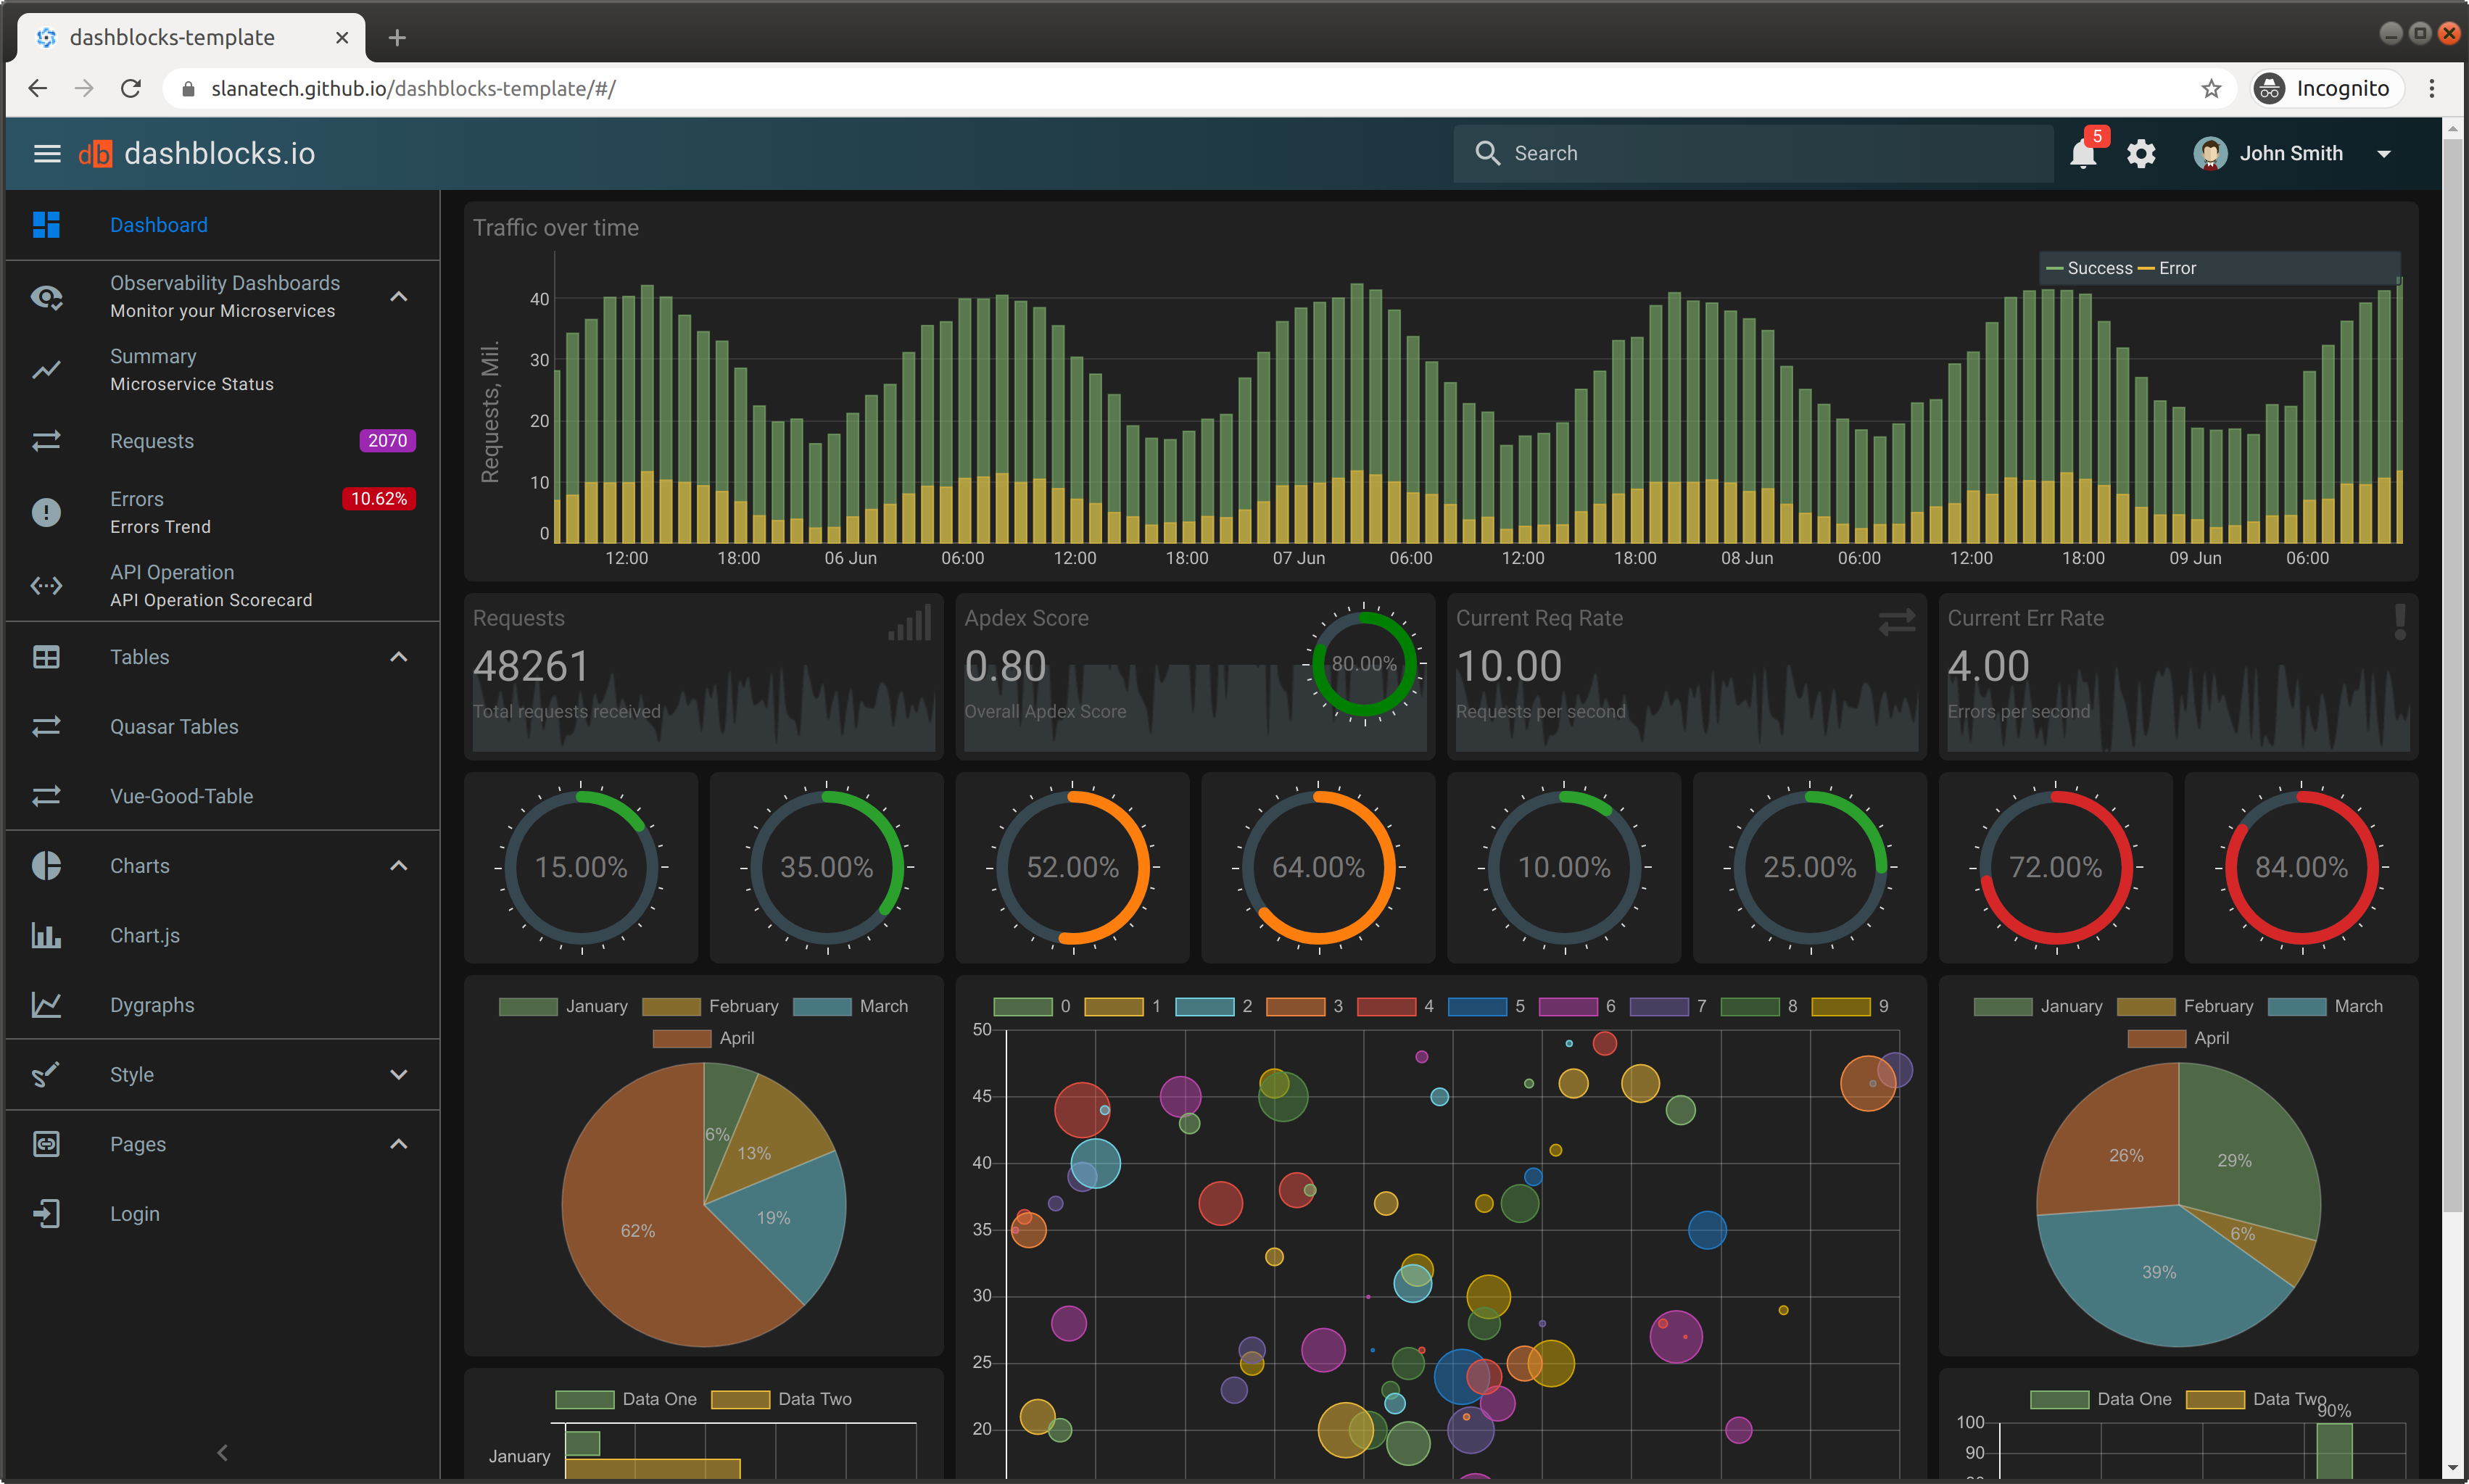 dashblocks-template
slanatech.github.io/dashblocks-template/#/
Incognito
db dashblocks.io
Search
5
John Smith
Dashboard
Observability Dashboards
Monitor your Microservices
Summary
Microservice Status
Requests
2070
Errors
10.62%
Errors Trend
API Operation
API Operation Scorecard
Tables
Quasar Tables
Vue-Good-Table
Charts
Chart.js
Dygraphs
Style
Pages
Login
Traffic over time
Success Error
Requests, Mil.
40
30
20
10
0
12:00 18:00 06 Jun 06:00 12:00 18:00 07 Jun 06:00 12:00 18:00 08 Jun 06:00 12:00 18:00 09 Jun 06:00
Requests
48261
Total requests received
Apdex Score
0.80
Overall Apdex Score
80.00%
Current Req Rate
10.00
Requests per second
Current Err Rate
4.00
Errors per second
15.00% 35.00% 52.00% 64.00% 10.00% 25.00% 72.00% 84.00%
January February March
April
6%
13%
19%
62%
0 1 2 3 4 5 6 7 8 9
50
45
40
35
30
25
20
January February March
April
26%
29%
6%
39%
Data One Data Two
January
Data One Data Two
90%
100
90